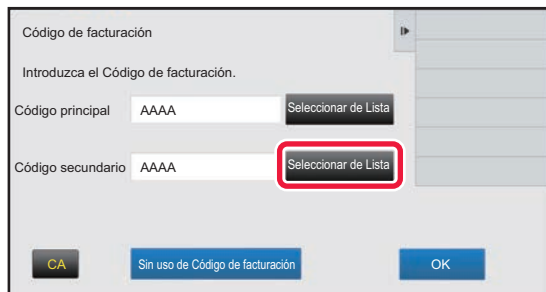 Código de facturación
Introduzca el Código de facturación.
Código principal AAAA Seleccionar de Lista
Código secundario AAAA Seleccionar de Lista
CA Sin uso de Código de facturación OK